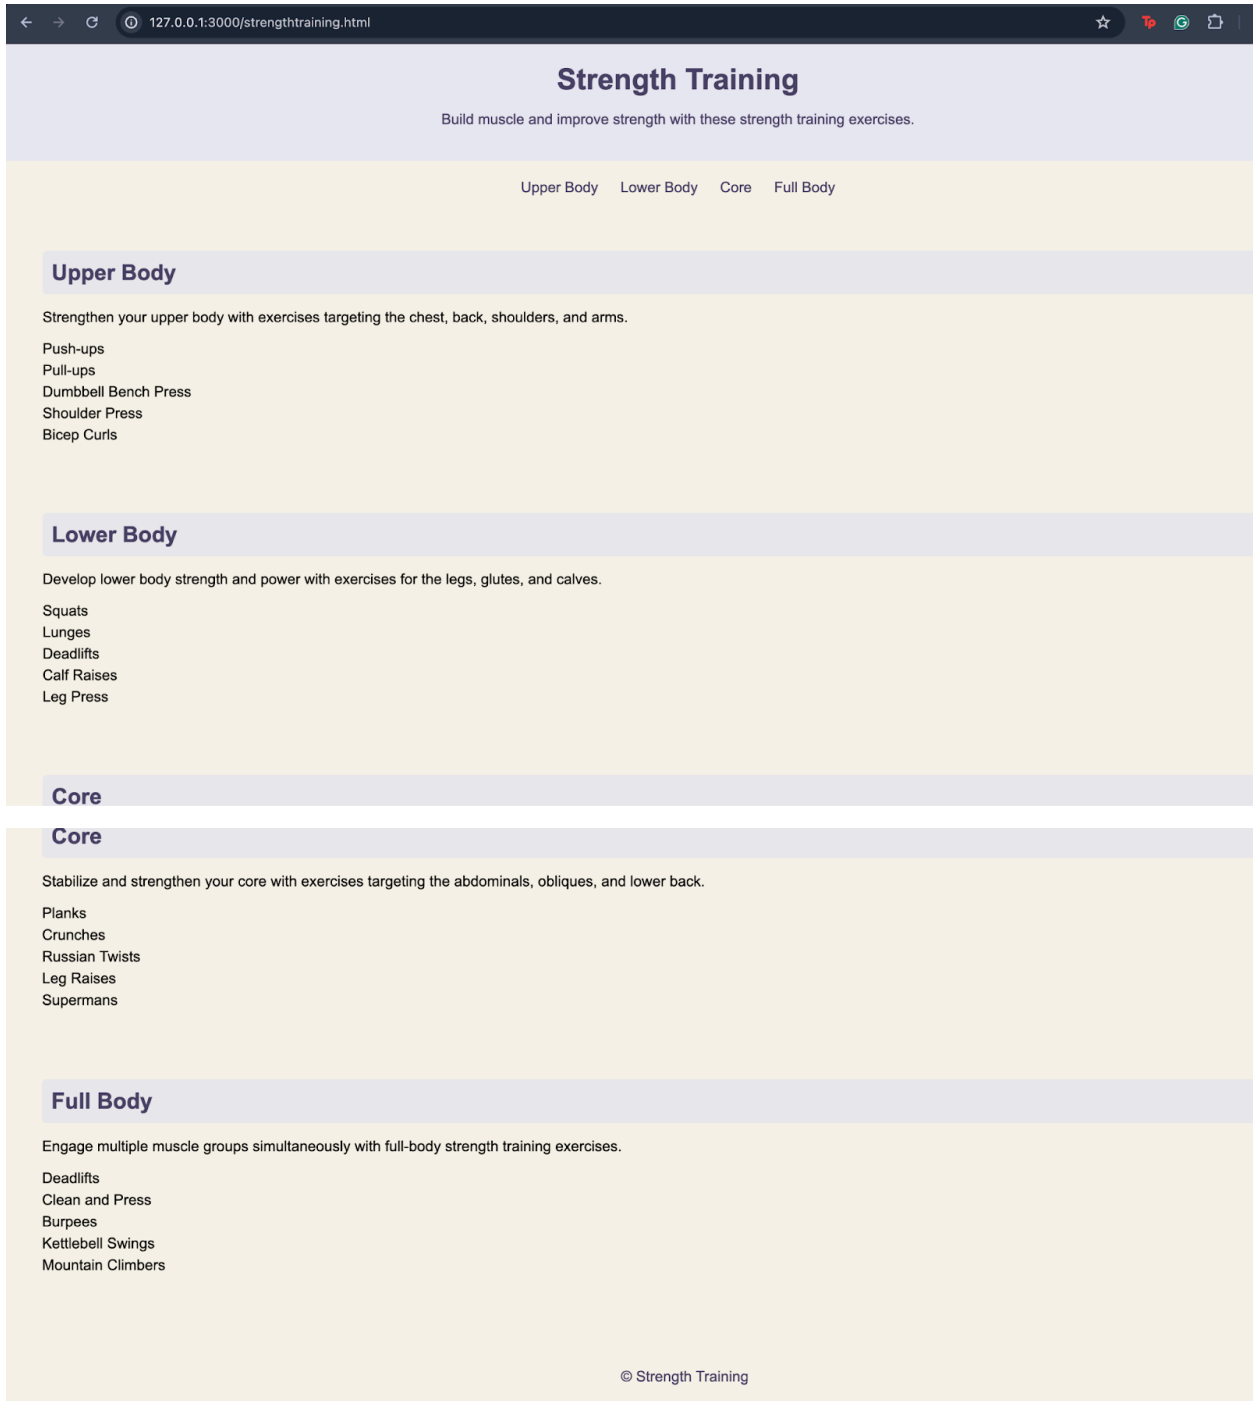 127.0.0.1:3000/strengthtraining.html
Tp
G
Strength Training
Build muscle and improve strength with these strength training exercises.
Upper Body Lower Body Core Full Body
Upper Body
Strengthen your upper body with exercises targeting the chest, back, shoulders, and arms.
Push-ups
Pull-ups
Dumbbell Bench Press
Shoulder Press
Bicep Curls
Lower Body
Develop lower body strength and power with exercises for the legs, glutes, and calves.
Squats
Lunges
Deadlifts
Calf Raises
Leg Press
Core
Core
Stabilize and strengthen your core with exercises targeting the abdominals, obliques, and lower back.
Planks
Crunches
Russian Twists
Leg Raises
Supermans
Full Body
Engage multiple muscle groups simultaneously with full-body strength training exercises.
Deadlifts
Clean and Press
Burpees
Kettlebell Swings
Mountain Climbers
© Strength Training